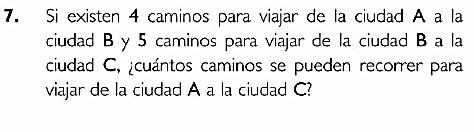 7. Si existen 4 caminos para viajar de la ciudad A a la
ciudad B y 5 caminos para viajar de la ciudad B a la
ciudad C, ¿cuántos caminos se pueden recorrer para
viajar de la ciudad A a la ciudad C?